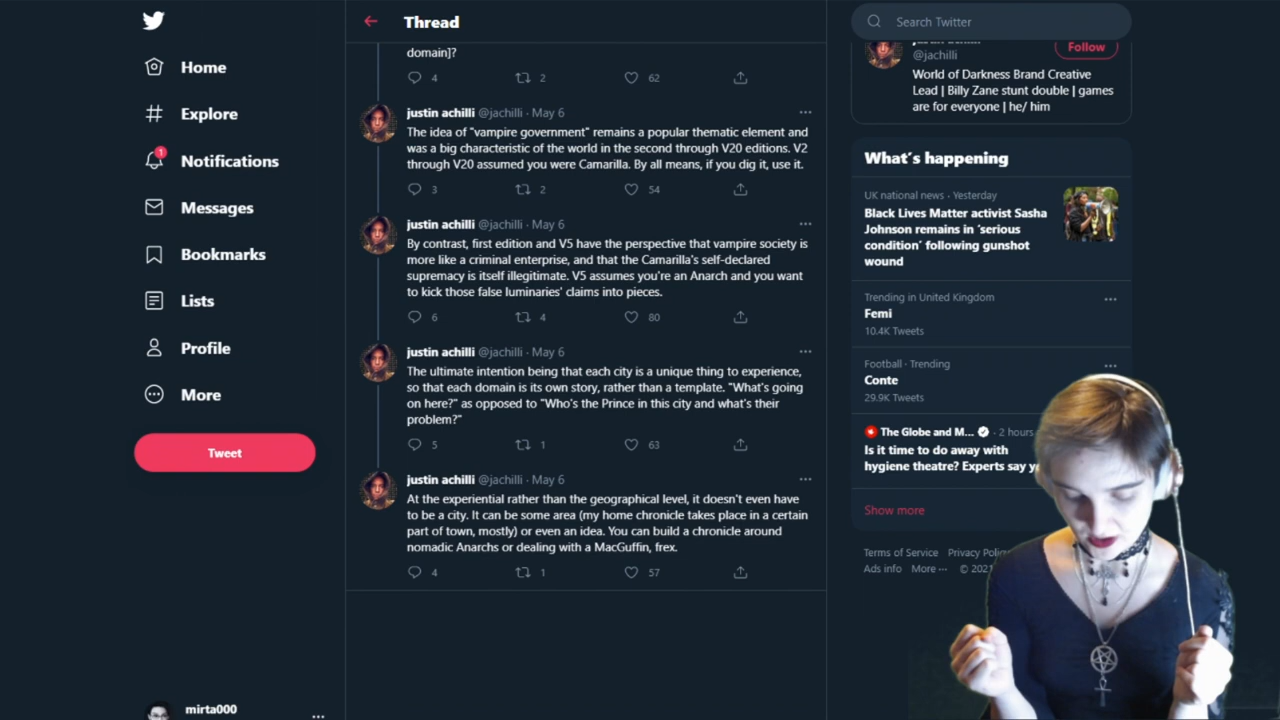 Home
Explore
1
Notifications
Messages
Bookmarks
Lists
Profile
More
Tweet
mirta000
Thread
domain]?
4 2 62
justin achilli @jachilli · May 6
The idea of "vampire government" remains a popular thematic element and
was a big characteristic of the world in the second through V20 editions. V2
through V20 assumed you were Camarilla. By all means, if you dig it, use it.
3 2 54
justin achilli @jachilli · May 6
By contrast, first edition and V5 have the perspective that vampire society is
more like a criminal enterprise, and that the Camarilla's self-declared
supremacy is itself illegitimate. V5 assumes you're an Anarch and you want
to kick those false luminaries' claims into pieces.
6 4 80
justin achilli @jachilli · May 6
The ultimate intention being that each city is a unique thing to experience,
so that each domain is its own story, rather than a template. "What's going
on here?" as opposed to "Who's the Prince in this city and what's their
problem?"
5 1 63
justin achilli @jachilli · May 6
At the experiential rather than the geographical level, it doesn't even have
to be a city. It can be some area (my home chronicle takes place in a certain
part of town, mostly) or even an idea. You can build a chronicle around
nomadic Anarchs or dealing with a MacGuffin, frex.
4 1 57
Search Twitter
@jachilli
Follow
World of Darkness Brand Creative
Lead | Billy Zane stunt double | games
are for everyone | he/ him
What's happening
UK national news · Yesterday
Black Lives Matter activist Sasha
Johnson remains in 'serious
condition' following gunshot
wound
Trending in United Kingdom
Femi
10.4K Tweets
Football · Trending
Conte
29.9K Tweets
The Globe and M... · 2 hours
Is it time to do away with
hygiene theatre? Experts say
Show more
Terms of Service Privacy
Ads info More ··· © 2021